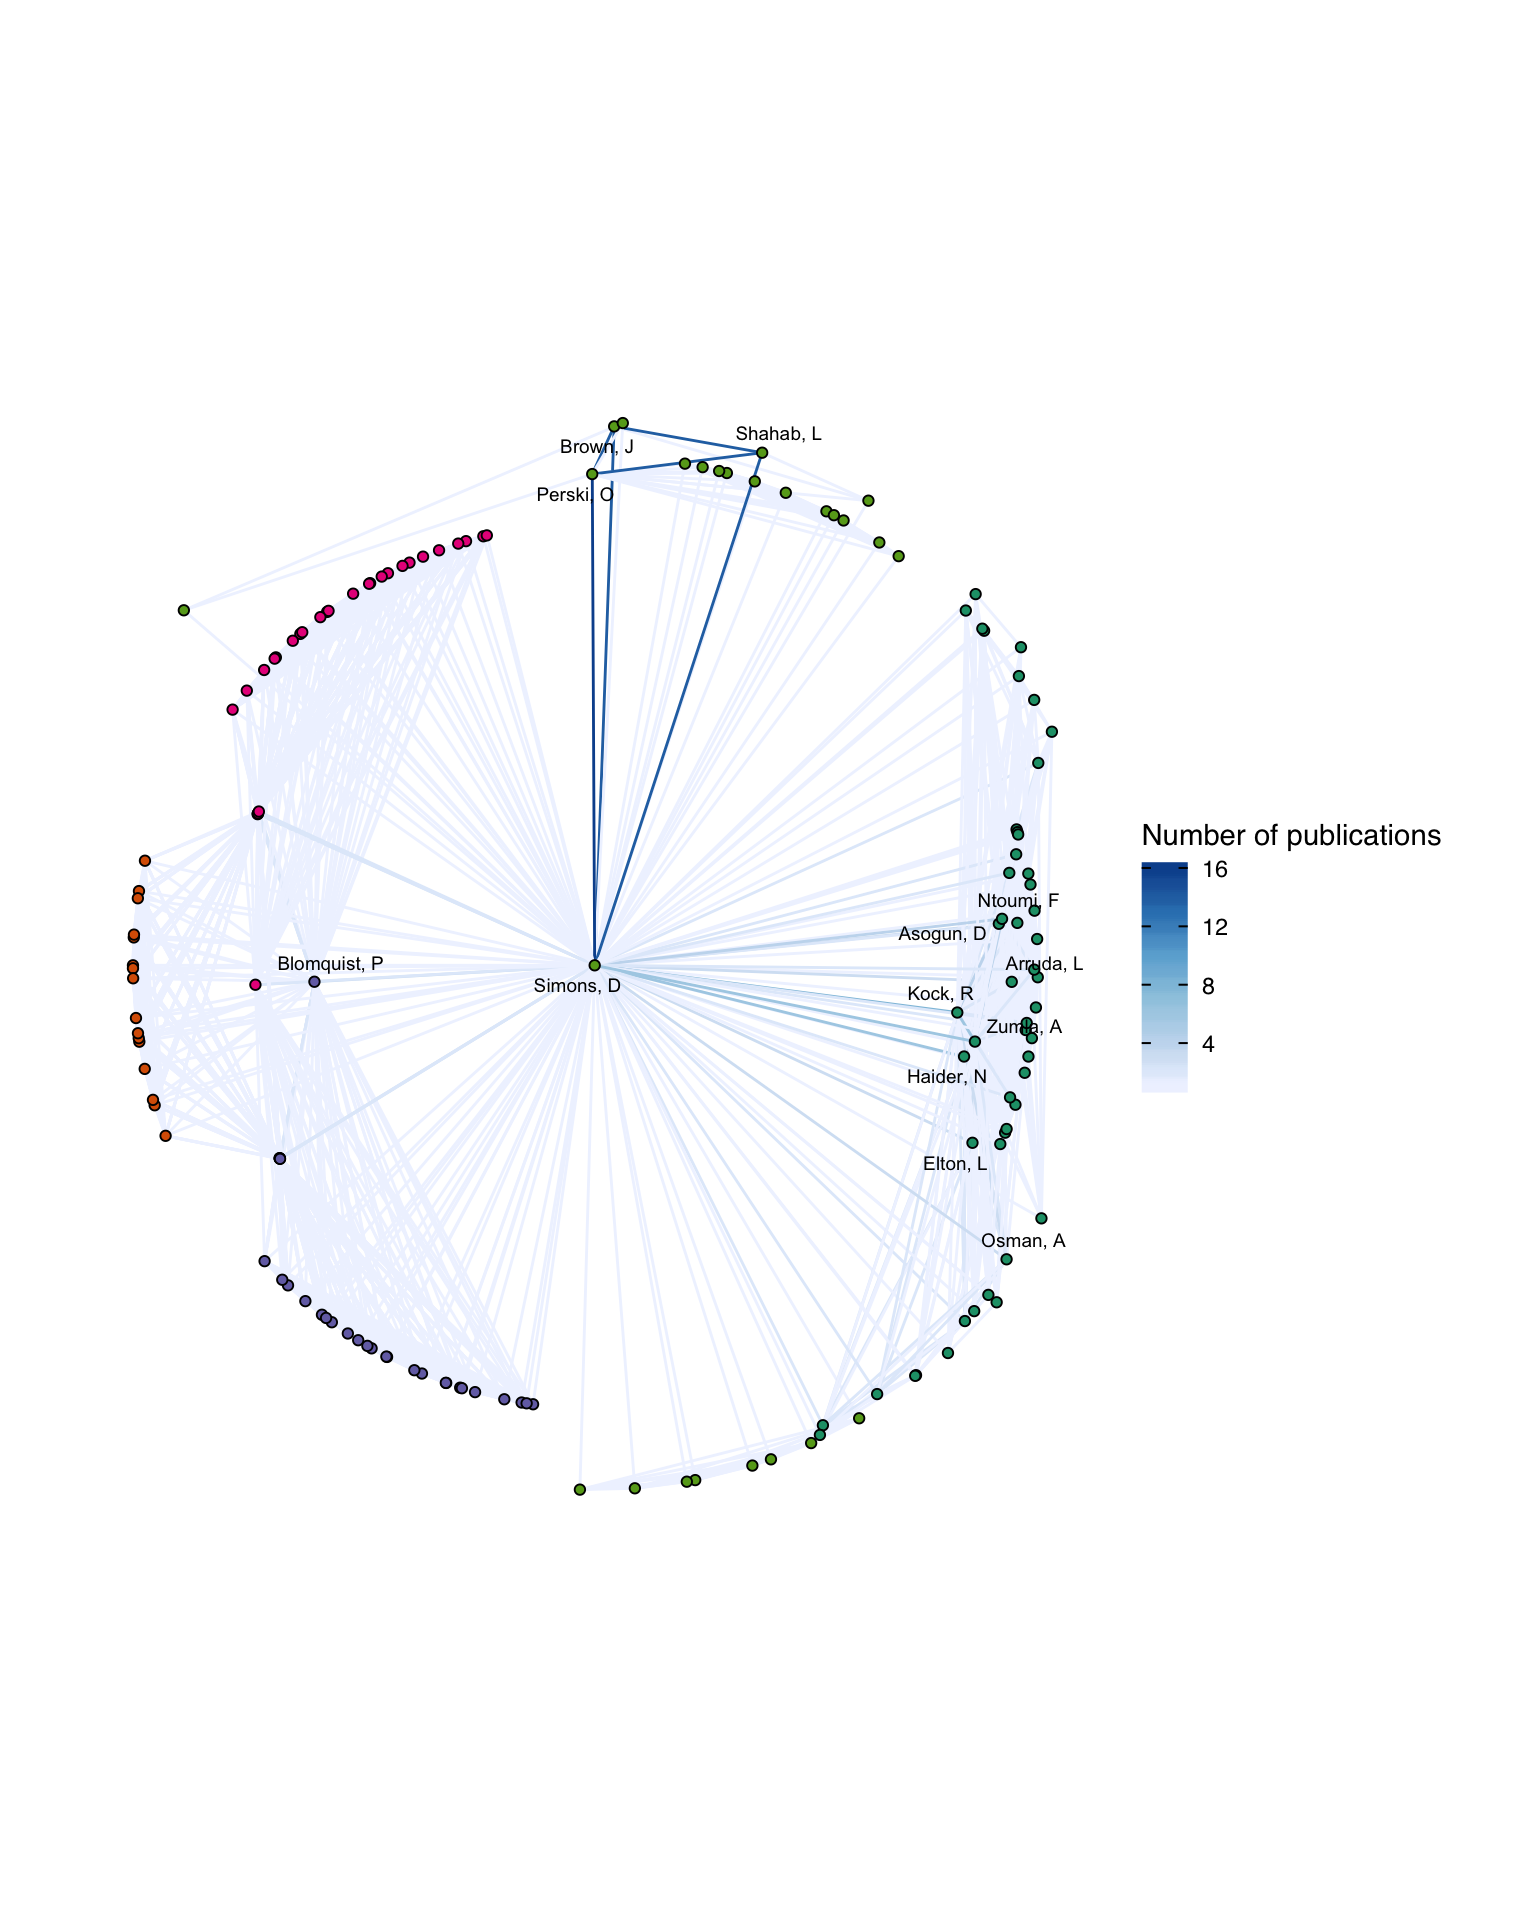 Shahab, L
Brown, J
Perski, O
Number of publications
16
Ntoumi, F
12
Asogun, D
Blomquist, P
Arruda, L
Simons, D
Kock, R
8
Zumla, A
4
Haider, N
Elton, L
Osman, A